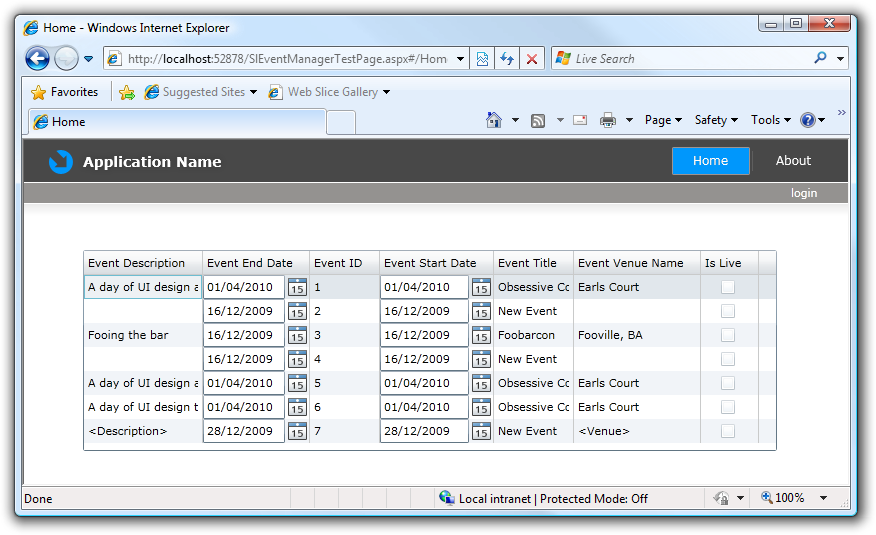 Home - Windows Internet Explorer
http://localhost:52878/SIEventManagerTestPage.aspx#/Hom
Live Search
Favorites Suggested Sites Web Slice Gallery
Home Page Safety Tools
Application Name Home About
login
Event Description Event End Date Event ID Event Start Date Event Title Event Venue Name Is Live
A day of UI design a 01/04/2010 15 1 01/04/2010 15 Obsessive Co Earls Court
16/12/2009 15 2 16/12/2009 15 New Event
Fooing the bar 16/12/2009 15 3 16/12/2009 15 Foobarcon Fooville, BA
16/12/2009 15 4 16/12/2009 15 New Event
A day of UI design a 01/04/2010 15 5 01/04/2010 15 Obsessive Co Earls Court
A day of UI design t 01/04/2010 15 6 01/04/2010 15 Obsessive Co Earls Court
<Description> 28/12/2009 15 7 28/12/2009 15 New Event <Venue>
Done Local intranet | Protected Mode: Off 100%